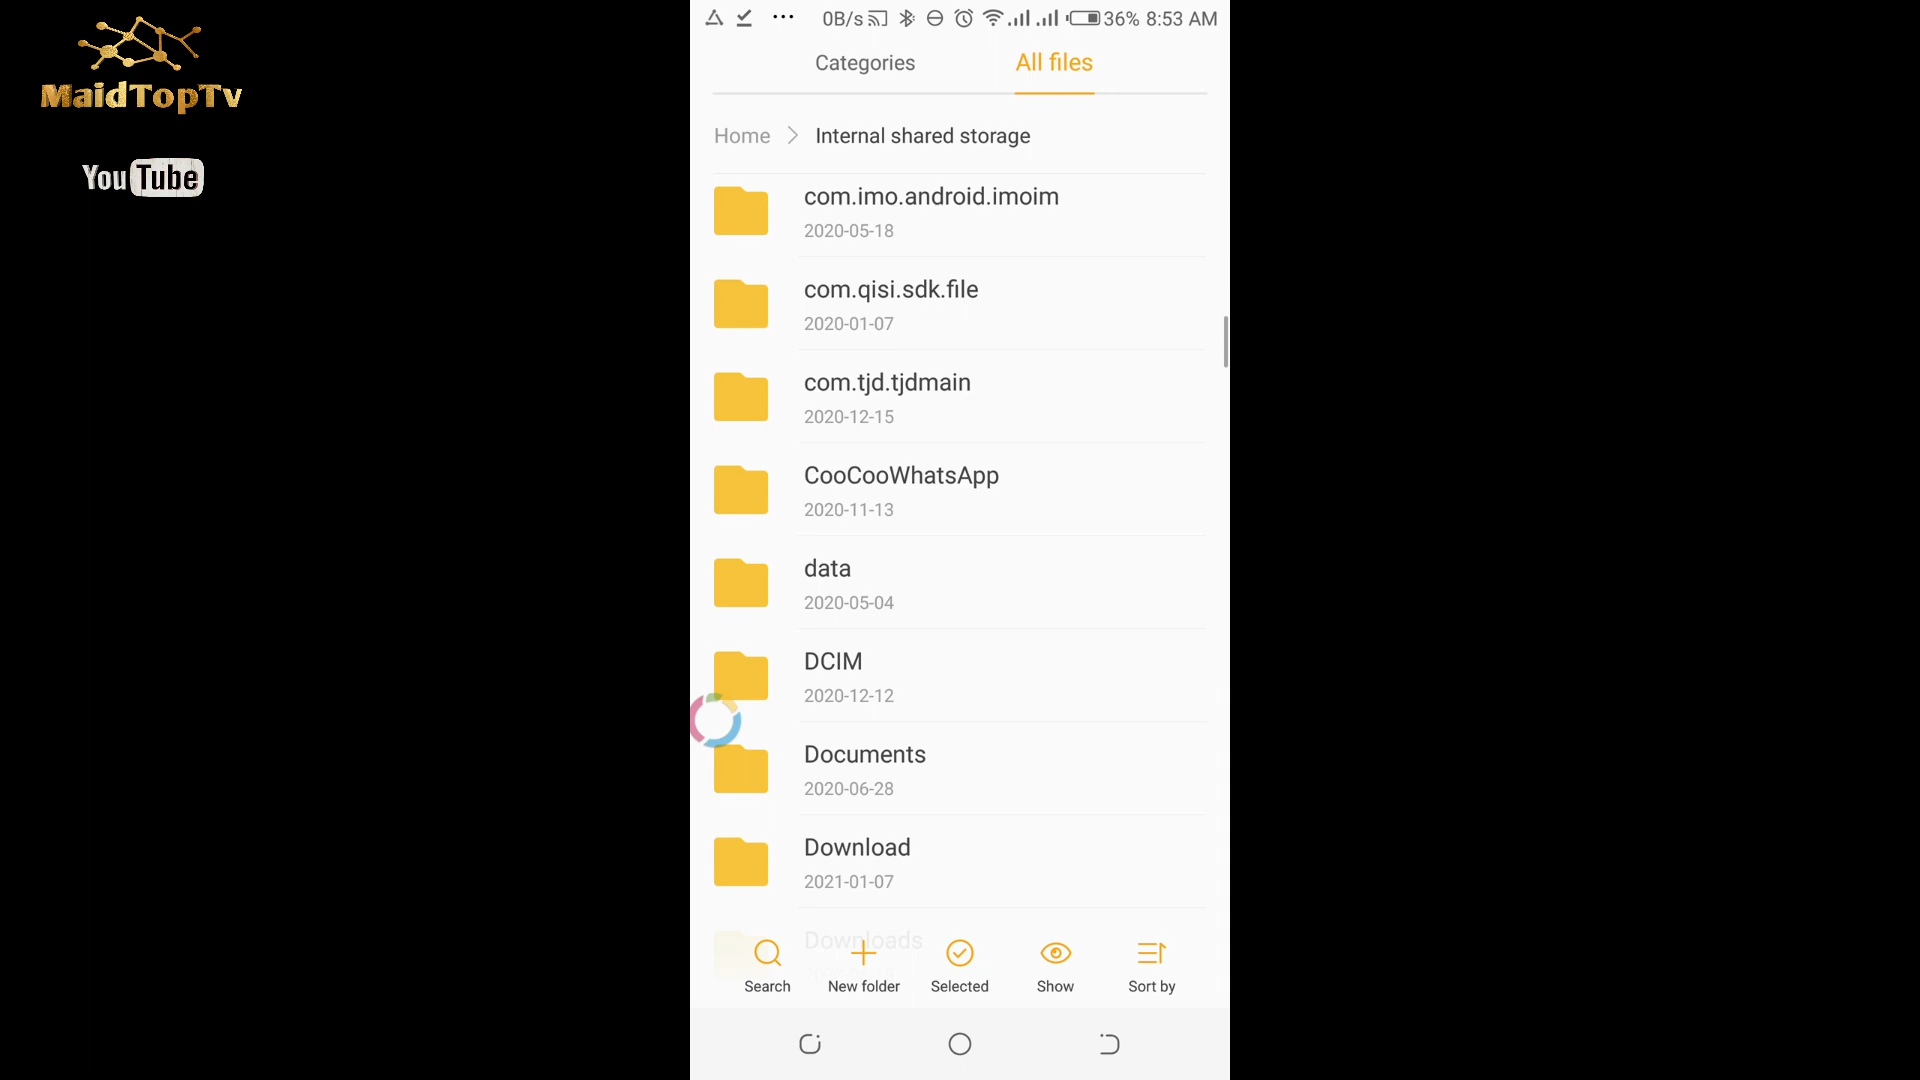 MaidTopTv
YouTube
0B/s 36% 8:53 AM
Categories All files
Home Internal shared storage
com.imo.android.imoim
2020-05-18
com.qisi.sdk.file
2020-01-07
com.tjd.tjdmain
2020-12-15
CooCooWhatsApp
2020-11-13
data
2020-05-04
DCIM
2020-12-12
Documents
2020-06-28
Download
2021-01-07
Downloads
Search New folder Selected Show Sort by